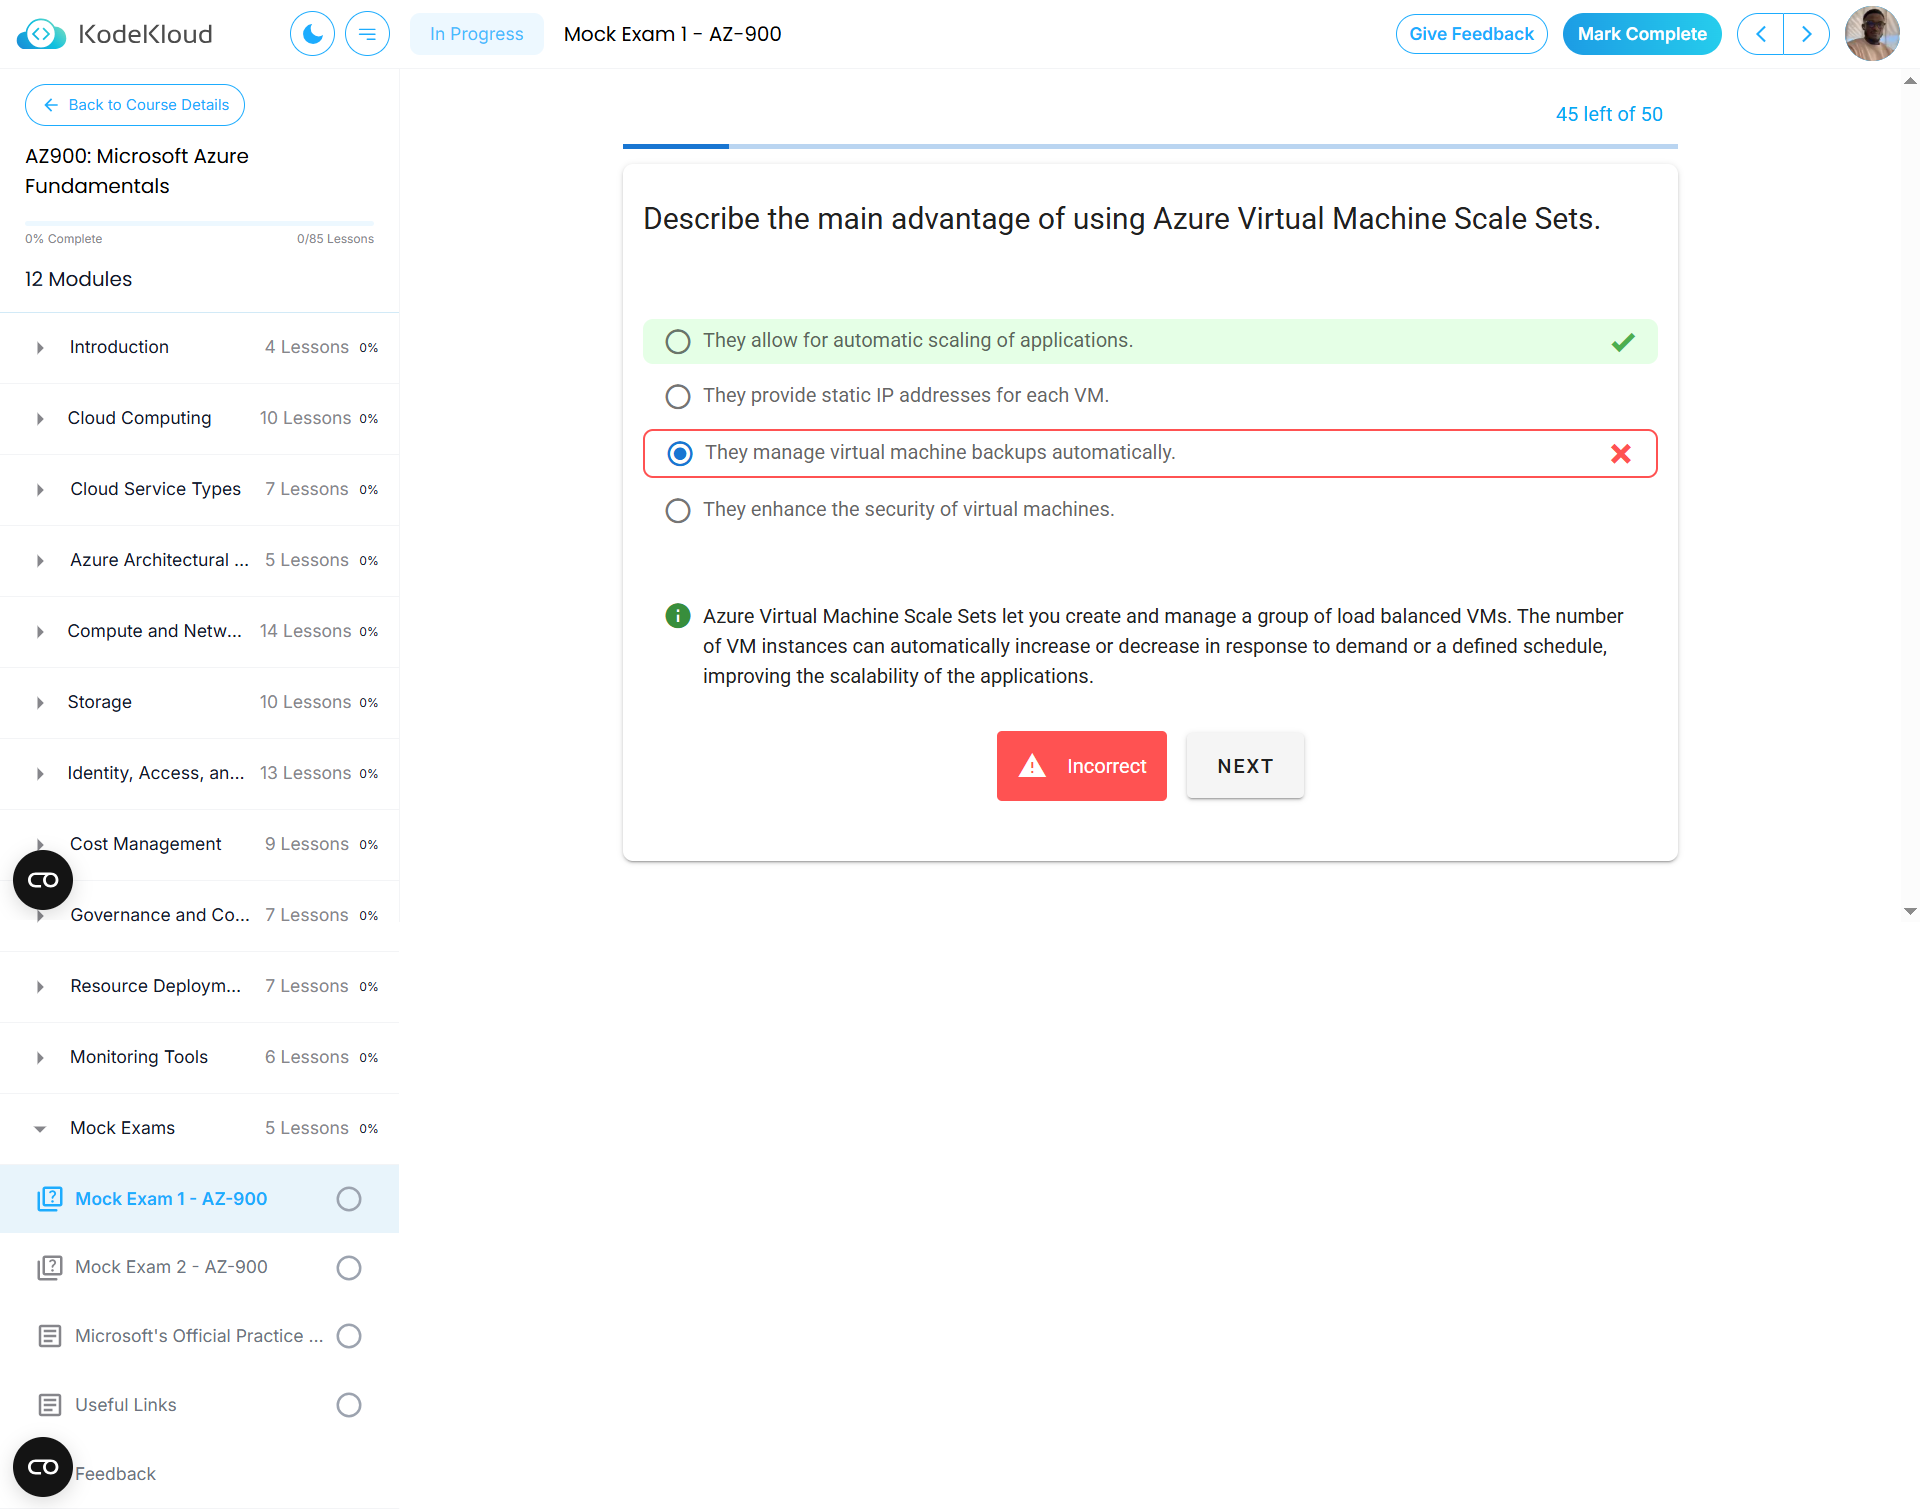 KodeKloud
In Progress
Mock Exam 1 - AZ-900
Give Feedback
Mark Complete
Back to Course Details
AZ900: Microsoft Azure
Fundamentals
0% Complete
0/85 Lessons
12 Modules
Introduction 4 Lessons 0%
Cloud Computing 10 Lessons 0%
Cloud Service Types 7 Lessons 0%
Azure Architectural ... 5 Lessons 0%
Compute and Netw... 14 Lessons 0%
Storage 10 Lessons 0%
Identity, Access, an... 13 Lessons 0%
Cost Management 9 Lessons 0%
Governance and Co... 7 Lessons 0%
Resource Deploym... 7 Lessons 0%
Monitoring Tools 6 Lessons 0%
Mock Exams 5 Lessons 0%
Mock Exam 1 - AZ-900
Mock Exam 2 - AZ-900
Microsoft's Official Practice ...
Useful Links
Feedback
45 left of 50
Describe the main advantage of using Azure Virtual Machine Scale Sets.
They allow for automatic scaling of applications.
They provide static IP addresses for each VM.
They manage virtual machine backups automatically.
They enhance the security of virtual machines.
Azure Virtual Machine Scale Sets let you create and manage a group of load balanced VMs. The number
of VM instances can automatically increase or decrease in response to demand or a defined schedule,
improving the scalability of the applications.
Incorrect
NEXT